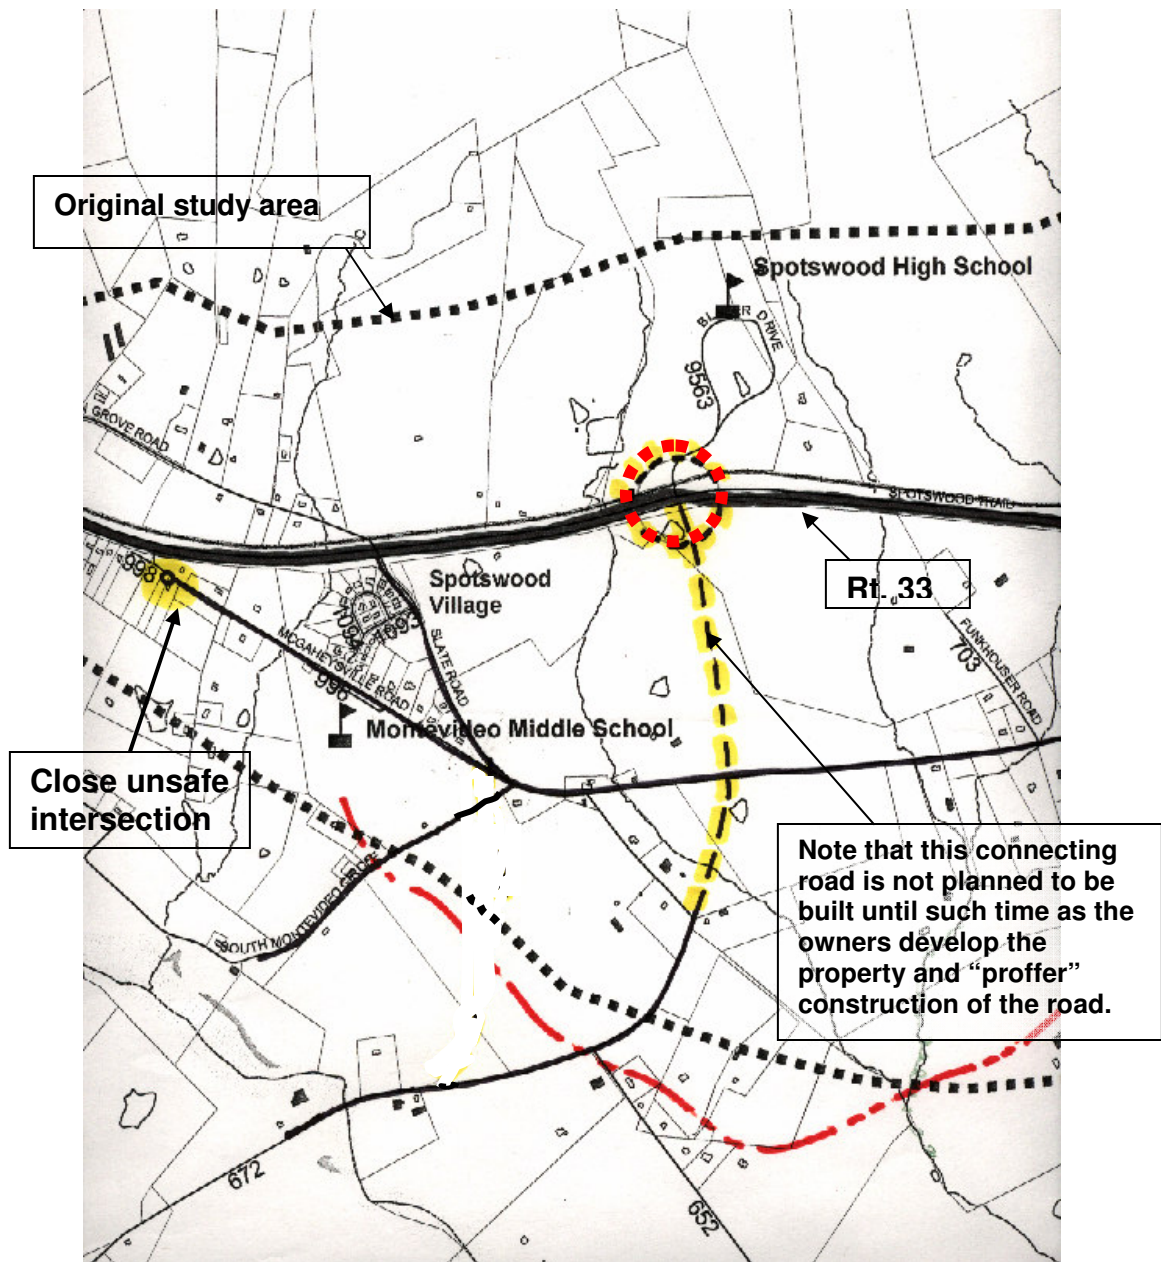 Original study area
Spotswood High School
DRIVE
9563
GROVE ROAD
SPOTSWOOD TRAIL
Rt. 33
998
Spotswood
Village
1094
1093
SLATE ROAD
MCGAHEYSVILLE ROAD
996
FUNKHOUSER ROAD
703
Montevideo Middle School
Close unsafe
intersection
Note that this connecting
road is not planned to be
built until such time as the
owners develop the
property and “proffer”
construction of the road.
SOUTH MONTEVIDEO CIRCLE
672
652